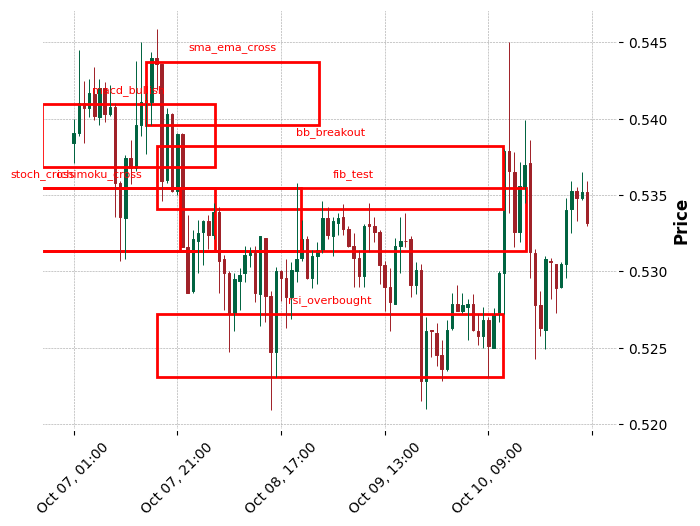 sma_ema_cross
macd_bullish
bb_breakout
stoch_cross
ichimoku_cross
fib_test
rsi_overbought
0.545
0.540
0.535
0.530
0.525
0.520
Price
Oct 07, 01:00
Oct 07, 21:00
Oct 08, 17:00
Oct 09, 13:00
Oct 10, 09:00